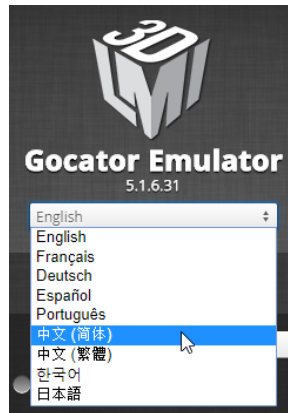 3D
LMI
Gocator Emulator
5.1.6.31
English
English
Français
Deutsch
Español
Português
中文 (简体)
中文 (繁體)
한국어
日本語